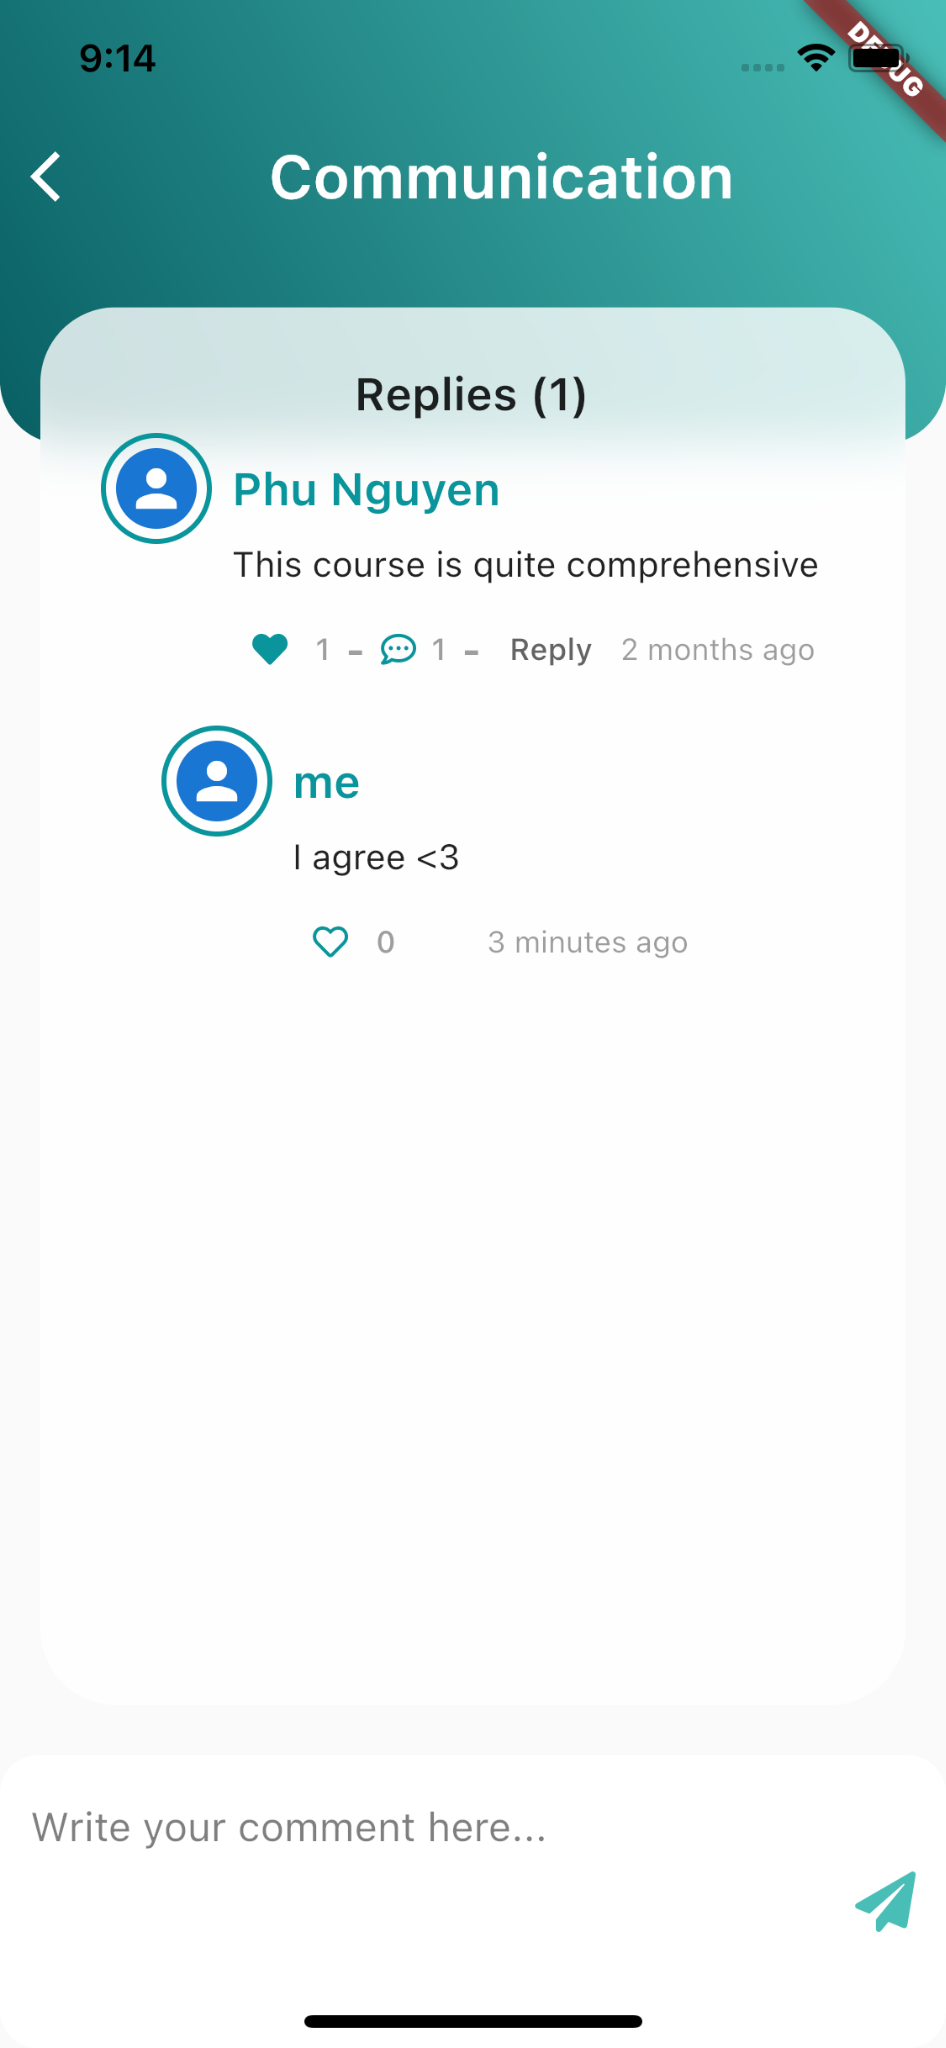 9:14
DEBUG
Communication
Replies (1)
Phu Nguyen
This course is quite comprehensive
1 - 1 - Reply 2 months ago
me
I agree <3
0 3 minutes ago
Write your comment here...